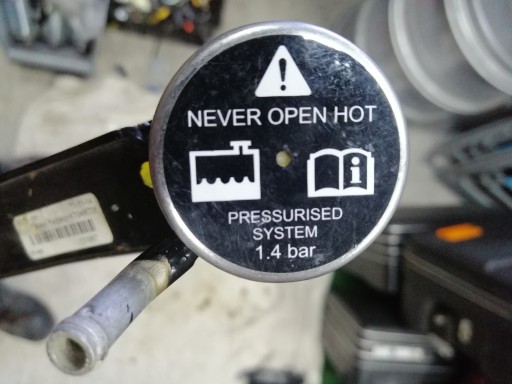 NEVER OPEN HOT
PRESSURISED
SYSTEM
1.4 bar